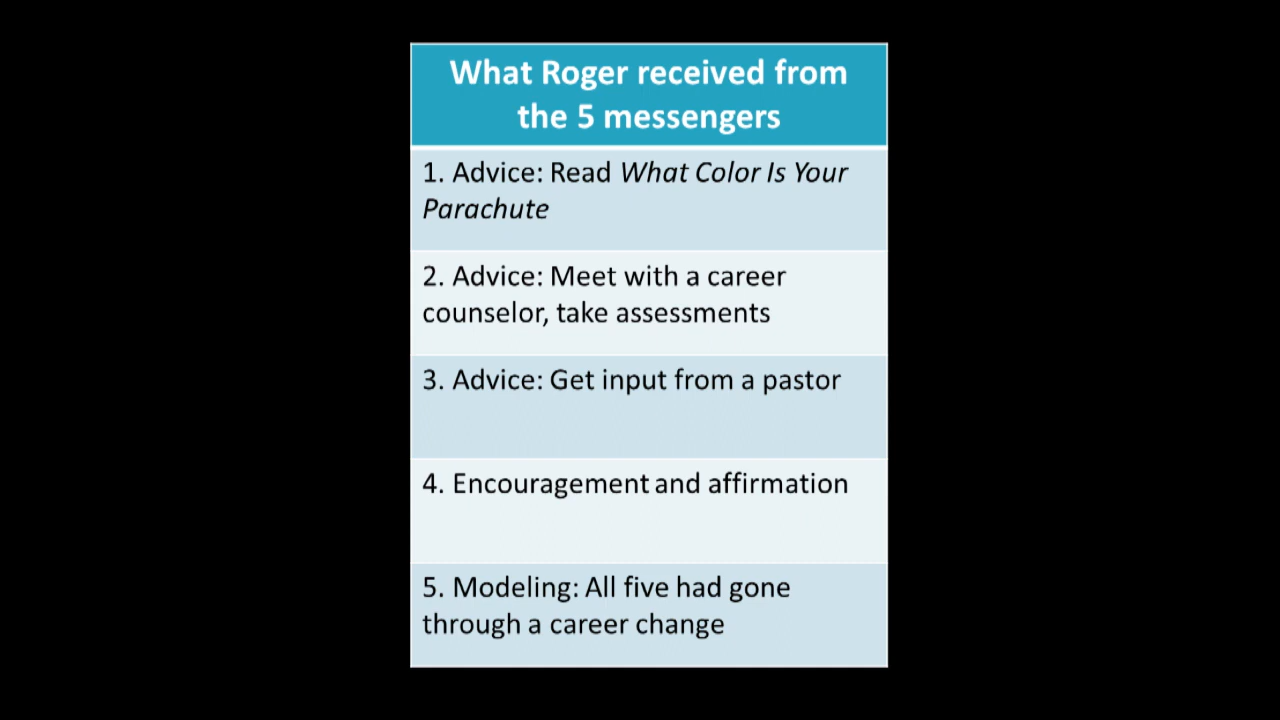 What Roger received from
the 5 messengers
1. Advice: Read What Color Is Your
Parachute
2. Advice: Meet with a career
counselor, take assessments
3. Advice: Get input from a pastor
4. Encouragement and affirmation
5. Modeling: All five had gone
through a career change